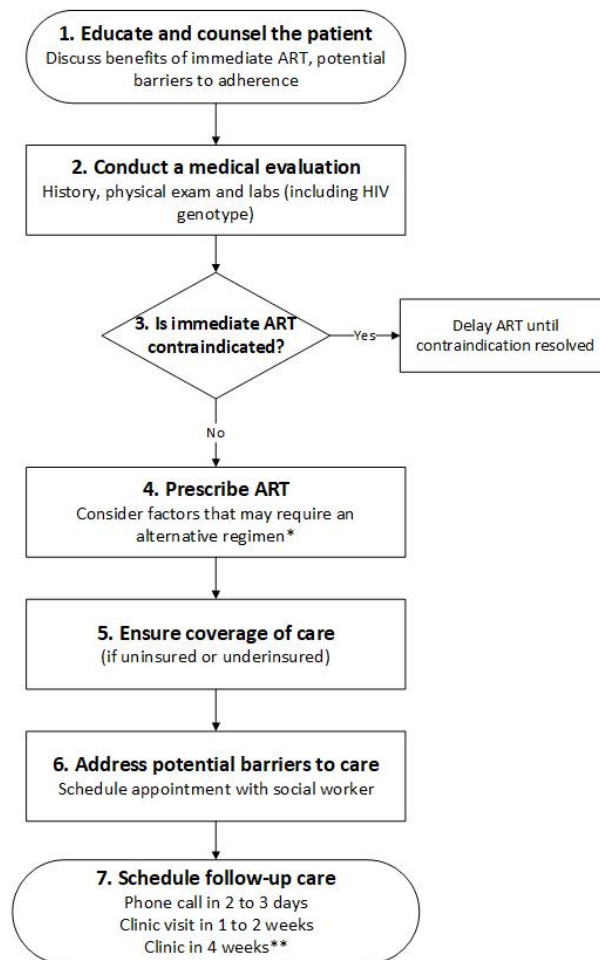 1. Educate and counsel the patient
Discuss benefits of immediate ART, potential
barriers to adherence
2. Conduct a medical evaluation
History, physical exam and labs (including HIV
genotype)
3. Is immediate ART
contraindicated?
Yes
Delay ART until
contraindication resolved
No
4. Prescribe ART
Consider factors that may require an
alternative regimen*
5. Ensure coverage of care
(if uninsured or underinsured)
6. Address potential barriers to care
Schedule appointment with social worker
7. Schedule follow-up care
Phone call in 2 to 3 days
Clinic visit in 1 to 2 weeks
Clinic in 4 weeks**